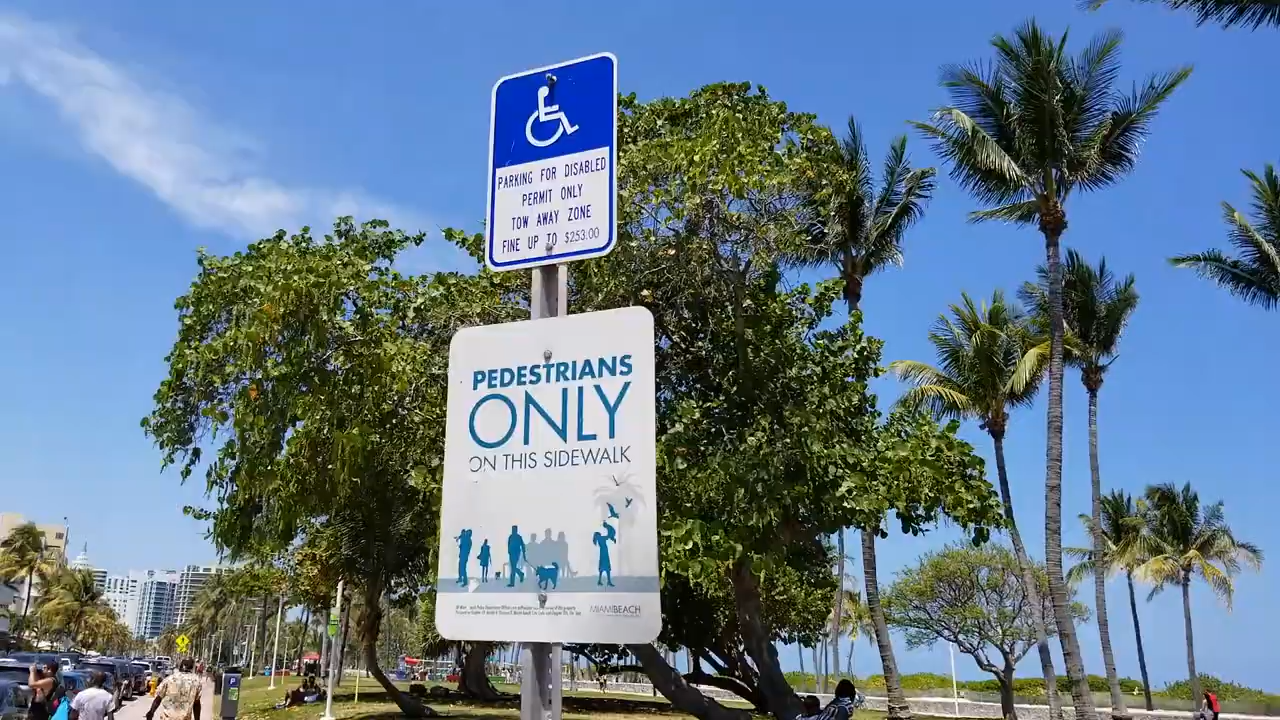 PARKING FOR DISABLED
PERMIT ONLY
TOW AWAY ZONE
FINE UP TO $253.00
PEDESTRIANS
ONLY
ON THIS SIDEWALK
MIAMIBEACH